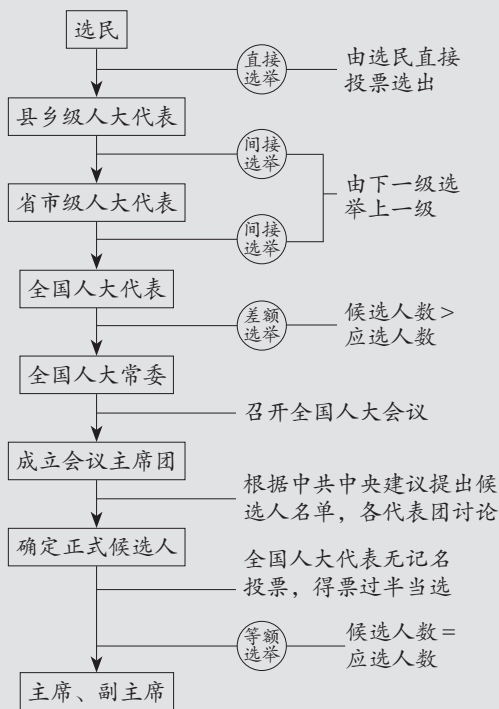 选民
直接
选举
由选民直接
投票选出
县乡级人大代表
间接
选举
省市级人大代表
由下一级选
举上一级
间接
选举
全国人大代表
差额
选举
候选人数>
应选人数
全国人大常委
召开全国人大会议
成立会议主席团
根据中共中央建议提出候
选人名单，各代表团讨论
确定正式候选人
全国人大代表无记名
投票，得票过半当选
等额
选举
候选人数=
应选人数
主席、副主席